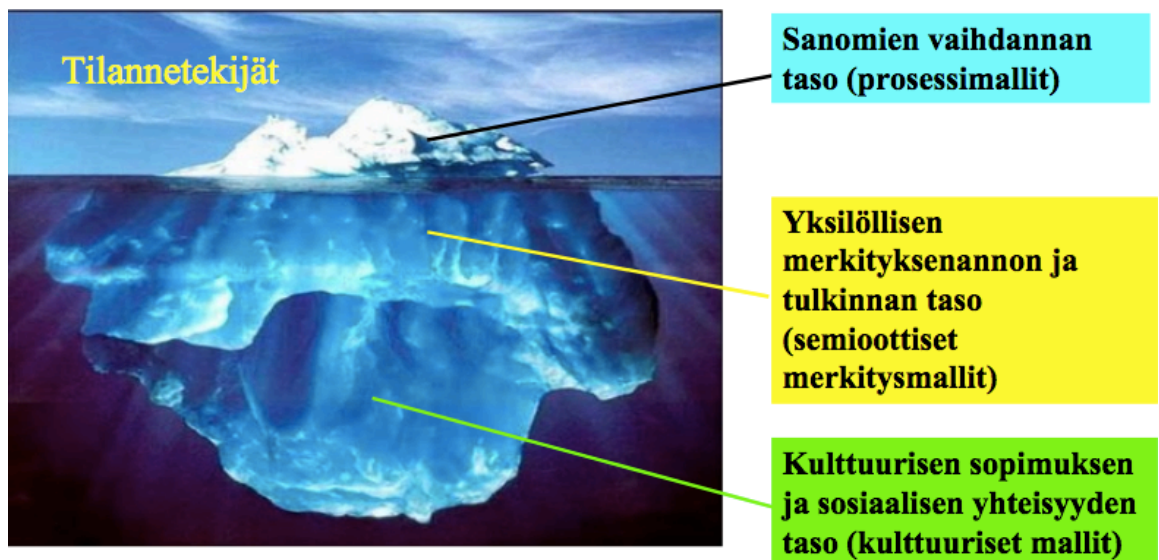 Tilannetekijät
Sanomien vaihdannan
taso (prosessimallit)
Yksilöllisen
merkityksenannon ja
tulkinnan taso
(semioottiset
merkitysmallit)
Kulttuurisen sopimuksen
ja sosiaalisen yhteisyyden
taso (kulttuuriset mallit)